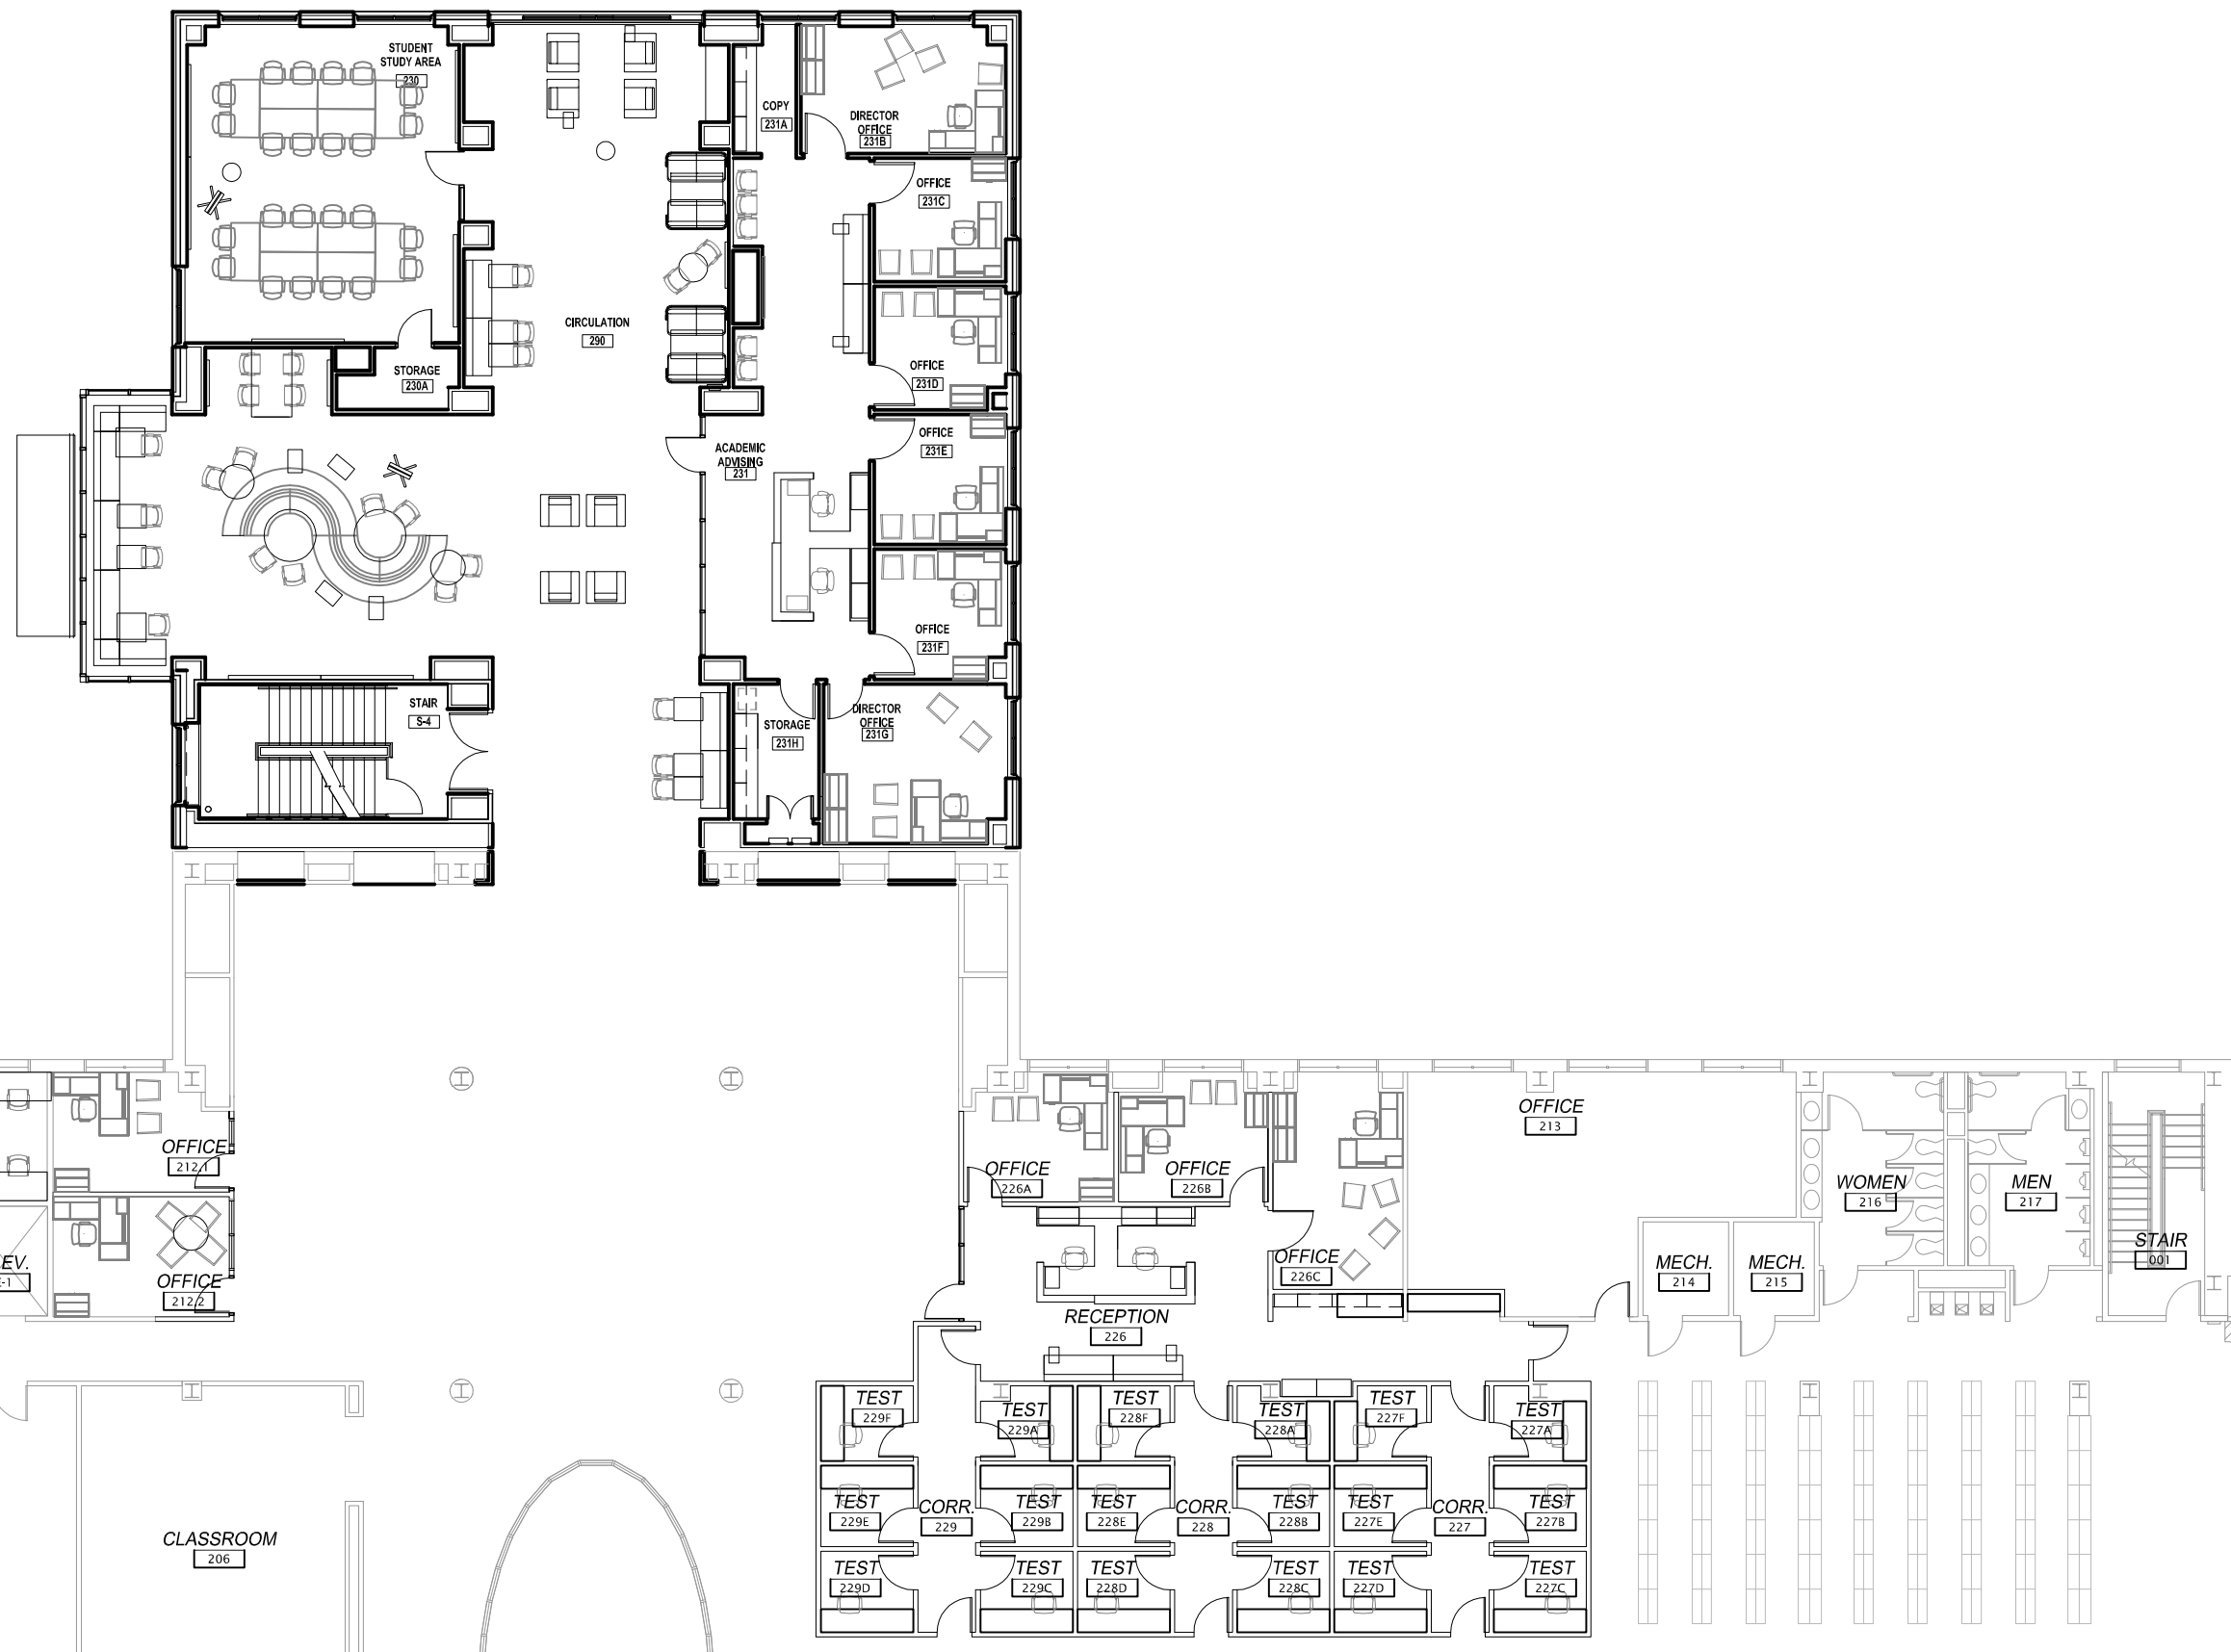 STUDENT
STUDY AREA
230
COPY
231A
DIRECTOR
OFFICE
231B
OFFICE
231C
CIRCULATION
290
OFFICE
231D
STORAGE
230A
OFFICE
231E
ACADEMIC
ADVISING
231
OFFICE
231F
STAIR
S-4
STORAGE
231H
DIRECTOR
OFFICE
231G
OFFICE
212.1
OFFICE
212.2
EV.
-1
OFFICE
226A
OFFICE
226B
OFFICE
226C
OFFICE
213
WOMEN
216
MEN
217
MECH.
214
MECH.
215
STAIR
001
RECEPTION
226
TEST
229F
TEST
229A
TEST
228F
TEST
228A
TEST
227F
TEST
227A
TEST
229E
CORR.
229
TEST
229B
TEST
228E
CORR.
228
TEST
228B
TEST
227E
CORR.
227
TEST
227B
TEST
229D
TEST
229C
TEST
228D
TEST
228C
TEST
227D
TEST
227C
CLASSROOM
206